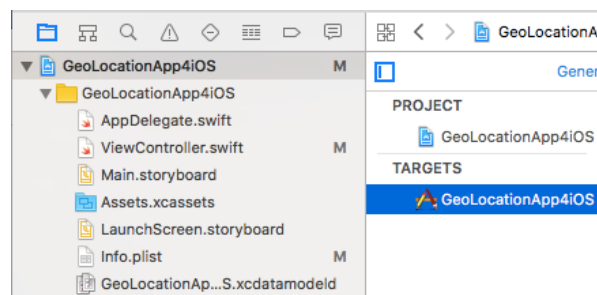 GeoLocationA
GeoLocationApp4iOS M
Gener
GeoLocationApp4iOS
PROJECT
AppDelegate.swift
GeoLocationApp4iOS
ViewController.swift M
Main.storyboard
TARGETS
Assets.xcassets
GeoLocationApp4iOS
LaunchScreen.storyboard
Info.plist M
GeoLocationAp...S.xcdatamodeld